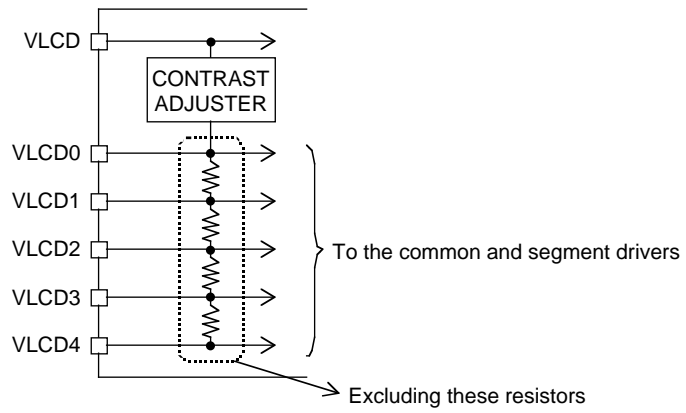 VLCD
CONTRAST
ADJUSTER
VLCD0
VLCD1
VLCD2
To the common and segment drivers
VLCD3
VLCD4
Excluding these resistors